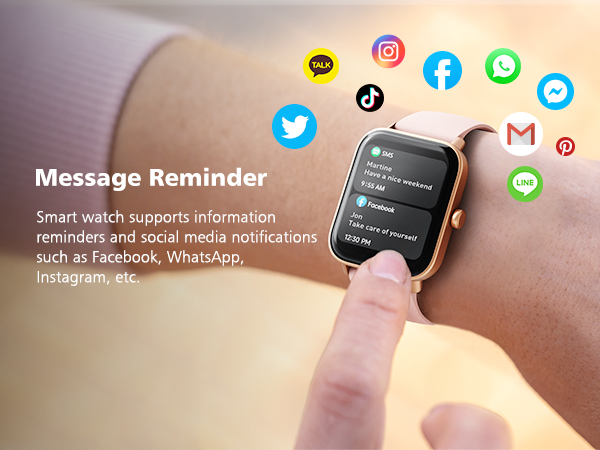 TALK
SMS
Martine
Have a nice weekend
9:55 AM
Facebook
Jon
Take care of yourself
12:30 PM
LINE
Message Reminder
Smart watch supports information
reminders and social media notifications
such as Facebook, WhatsApp,
Instagram, etc.